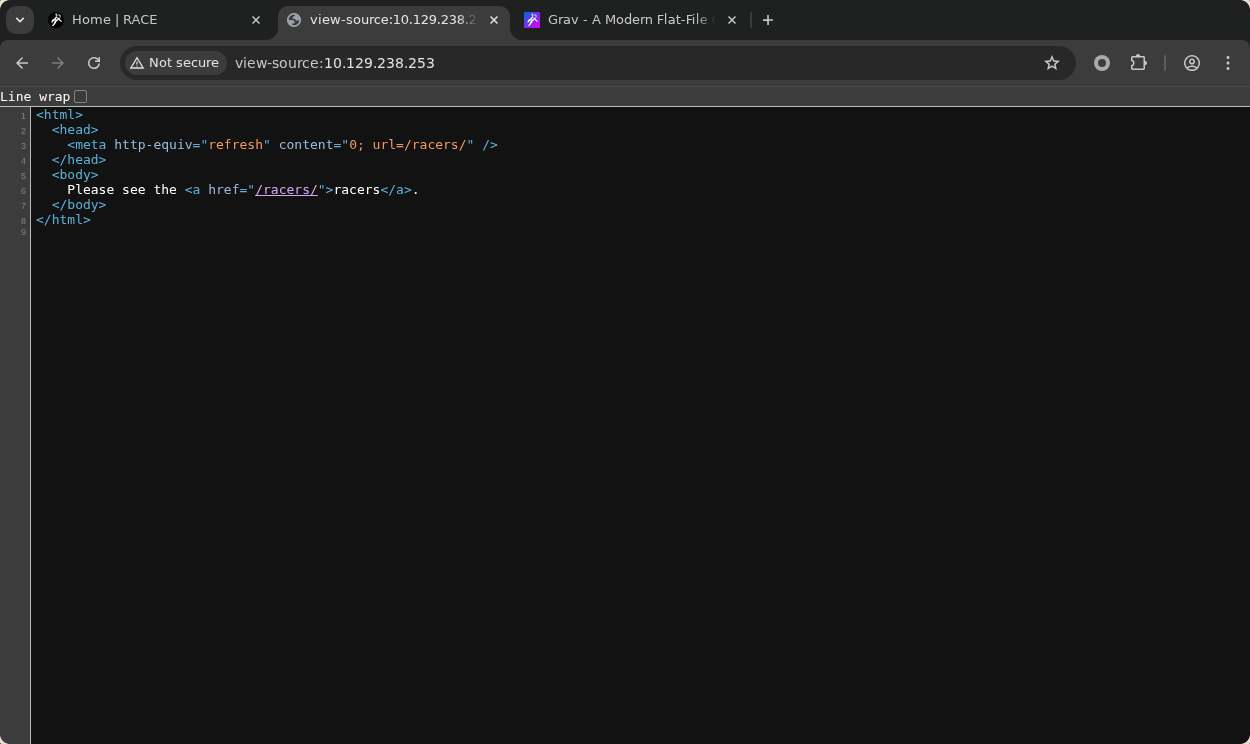 Home | RACE
view-source:10.129.238.2
Grav - A Modern Flat-File
Not secure
view-source:10.129.238.253
Line wrap
1 <html>
2 <head>
3 <meta http-equiv="refresh" content="0; url=/racers/" />
4 </head>
5 <body>
6 Please see the <a href="/racers/">racers</a>.
7 </body>
8 </html>
9